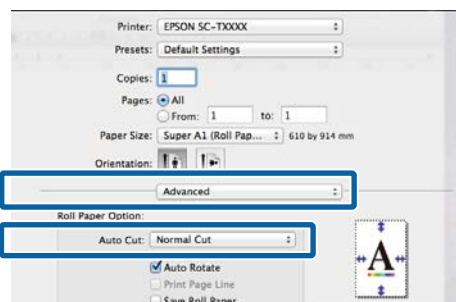 Printer: EPSON SC-TXXXX
Presets: Default Settings
Copies: 1
Pages: All
From: 1 to: 1
Paper Size: Super A1 (Roll Pap... 610 by 914 mm
Orientation:
Advanced
Roll Paper Option:
Auto Cut: Normal Cut
Auto Rotate
Print Page Line
Save Roll Paper
A